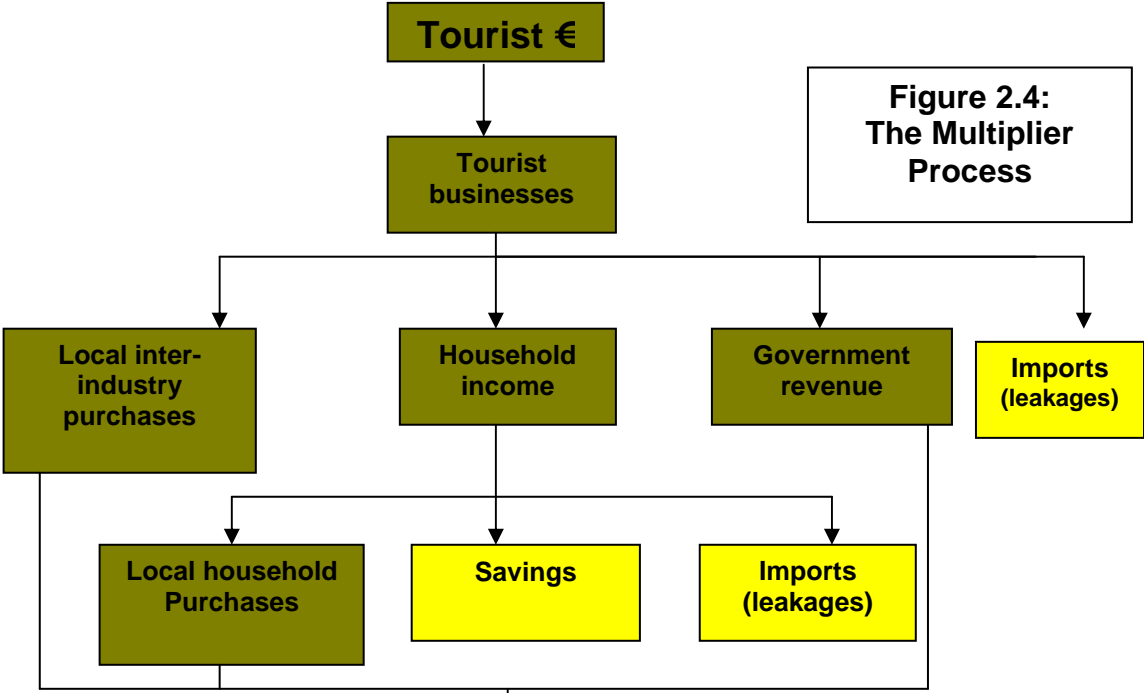 Tourist €
Figure 2.4:
The Multiplier
Process
Tourist
businesses
Local inter-
industry
purchases
Household
income
Government
revenue
Imports
(leakages)
Local household
Purchases
Savings
Imports
(leakages)